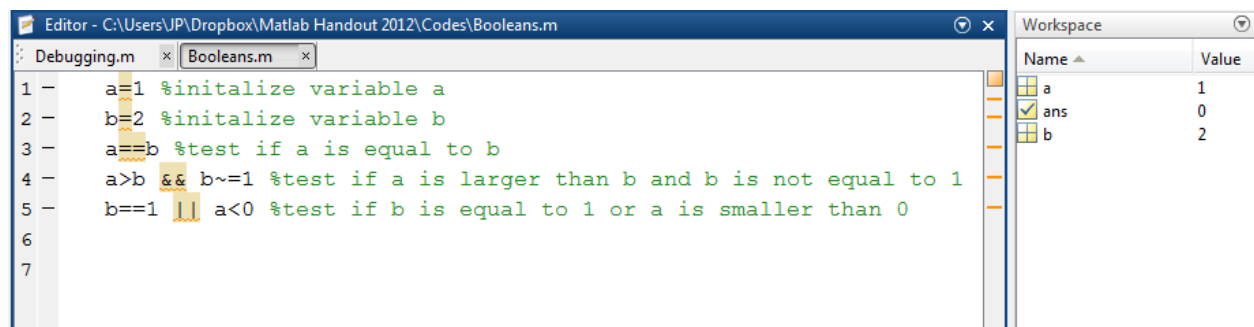 Editor - C:\Users\JP\Dropbox\Matlab Handout 2012\Codes\Booleans.m
Debugging.m × Booleans.m ×
1 - a=1 %initalize variable a
2 - b=2 %initalize variable b
3 - a==b %test if a is equal to b
4 - a>b && b~=1 %test if a is larger than b and b is not equal to 1
5 - b==1 || a<0 %test if b is equal to 1 or a is smaller than 0
6
7
Workspace
Name Value
a 1
ans 0
b 2